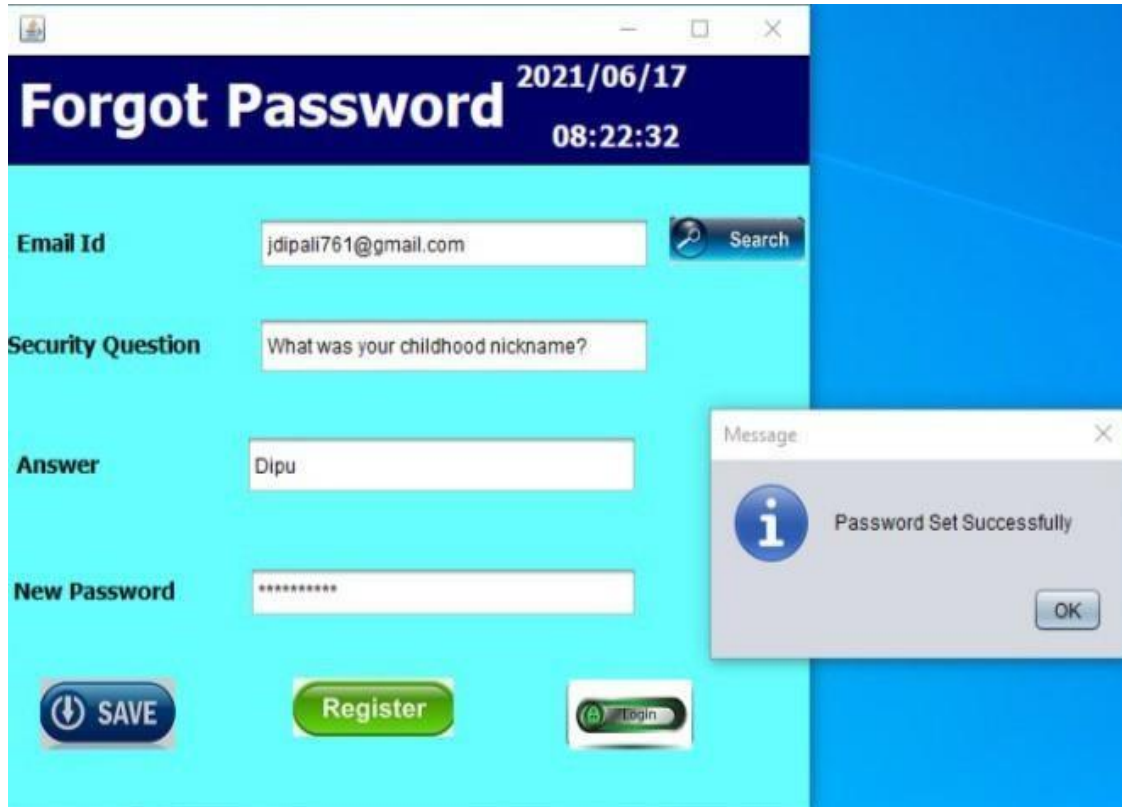 Forgot Password
2021/06/17
08:22:32
Email Id
jdipali761@gmail.com
Search
Security Question
What was your childhood nickname?
Answer
Dipu
Message
Password Set Successfully
OK
New Password
**********
SAVE
Register
Login